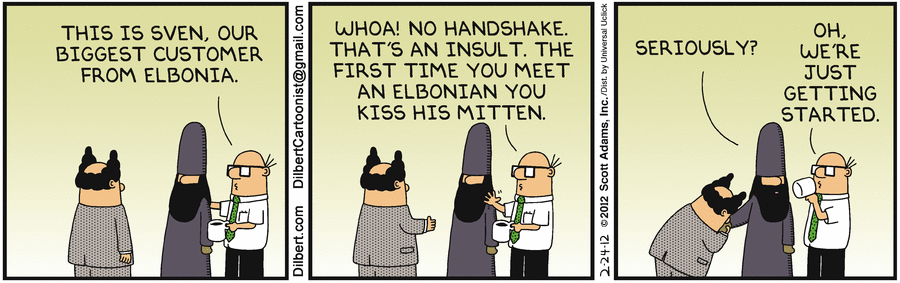 THIS IS SVEN, OUR
BIGGEST CUSTOMER
FROM ELBONIA.
Dilbert.com DilbertCartoonist@gmail.com
WHOA! NO HANDSHAKE.
THAT'S AN INSULT. THE
FIRST TIME YOU MEET
AN ELBONIAN YOU
KISS HIS MITTEN.
2-24-12 ©2012 Scott Adams, Inc. /Dist. by Universal Uclick
SERIOUSLY?
OH,
WE'RE
JUST
GETTING
STARTED.